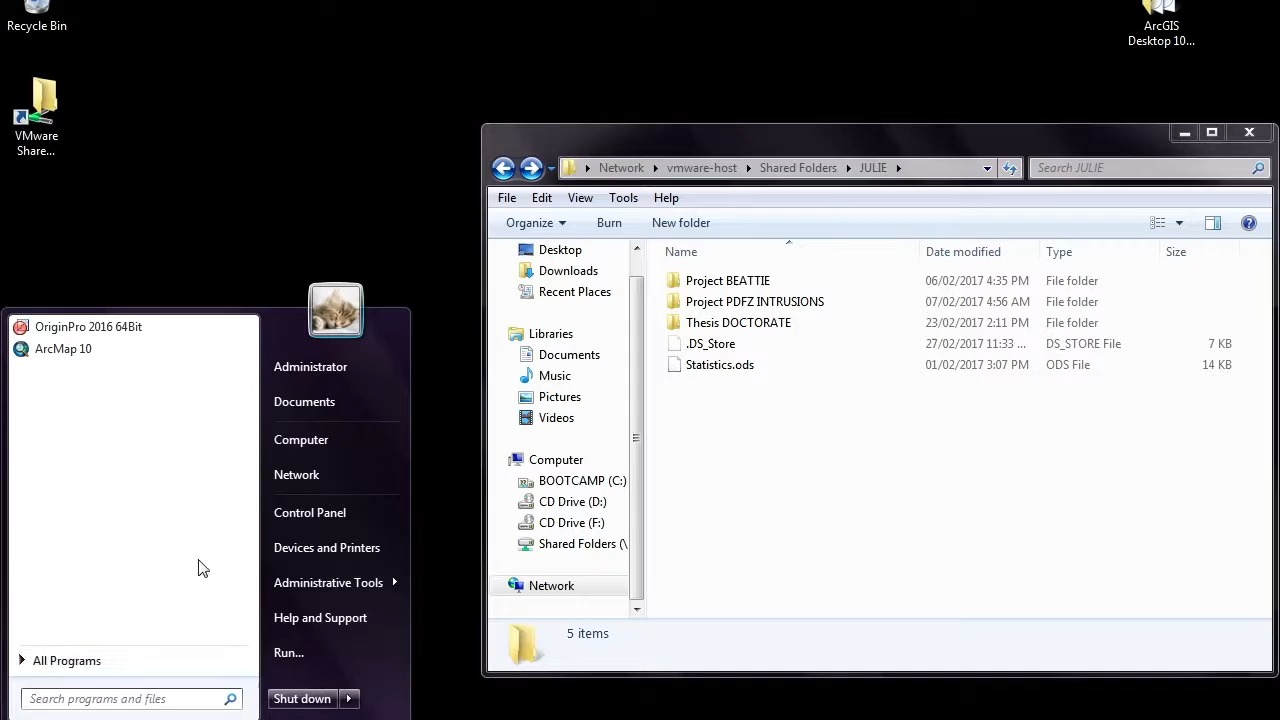 Recycle Bin
ArcGIS
Desktop 10...
VMware
Share...
Network
vmware-host
Shared Folders
JULIE
Search JULIE
File Edit View Tools Help
Organize Burn New folder
Desktop
Downloads
Recent Places
Libraries
Documents
Music
Pictures
Videos
Computer
BOOTCAMP (C:)
CD Drive (D:)
CD Drive (F:)
Shared Folders (\
Network
Name Date modified Type Size
Project BEATTIE 06/02/2017 4:35 PM File folder
Project PDFZ INTRUSIONS 07/02/2017 4:56 AM File folder
Thesis DOCTORATE 23/02/2017 2:11 PM File folder
.DS_Store 27/02/2017 11:33 ... DS_STORE File 7 KB
Statistics.ods 01/02/2017 3:07 PM ODS File 14 KB
5 items
OriginPro 2016 64Bit
ArcMap 10
All Programs
Search programs and files
Administrator
Documents
Computer
Network
Control Panel
Devices and Printers
Administrative Tools
Help and Support
Run...
Shut down